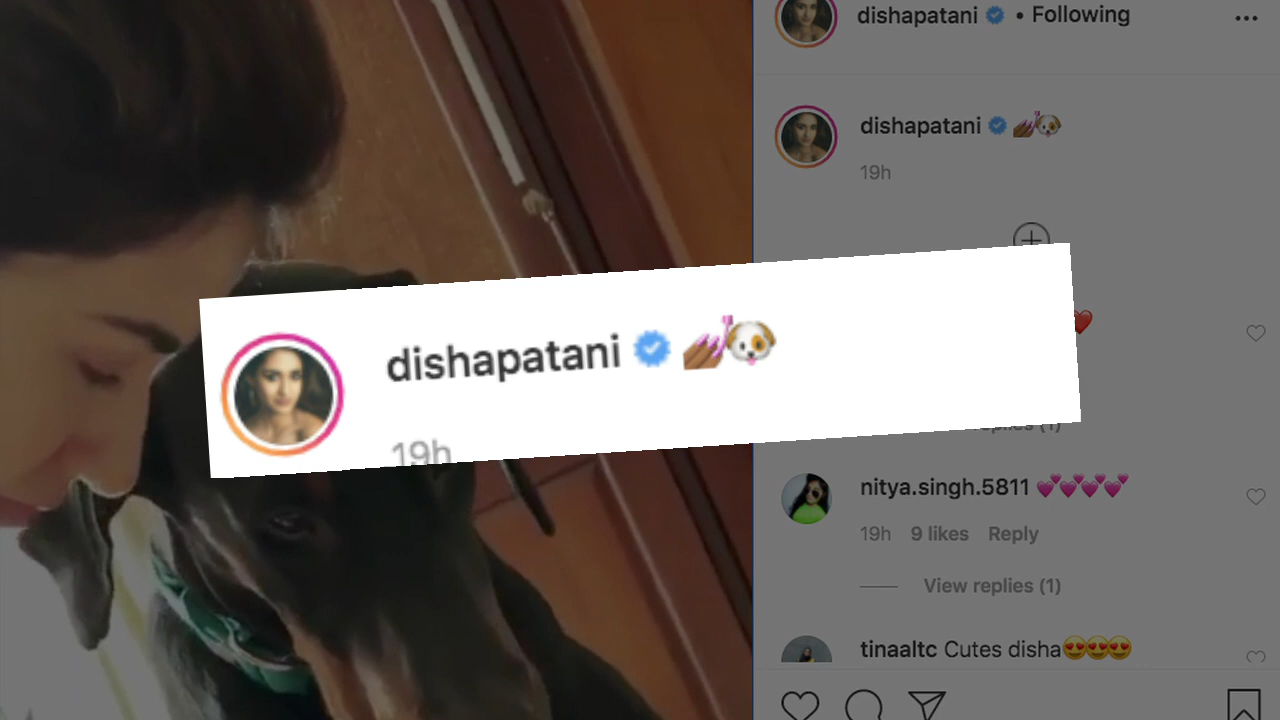 dishapatani • Following
dishapatani 💅🏾🐶
19h
dishapatani 💅🏾🐶
19h
❤️
nitya.singh.5811 💕💕💕💕
19h 9 likes Reply
View replies (1)
tinaaltc Cutes disha😍😍😍